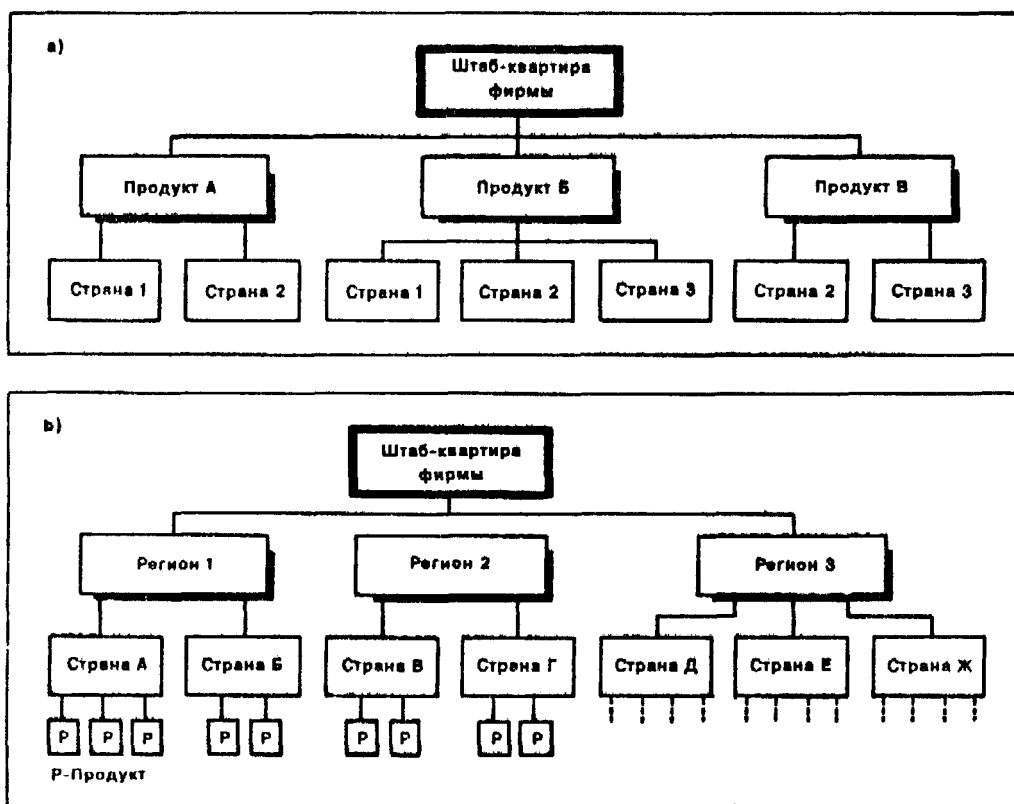 а)
Штаб-квартира
фирмы
Продукт А
Продукт Б
Продукт В
Страна 1
Страна 2
Страна 1
Страна 2
Страна 3
Страна 2
Страна 3
b)
Штаб-квартира
фирмы
Регион 1
Регион 2
Регион 3
Страна А
Страна Б
Страна В
Страна Г
Страна Д
Страна Е
Страна Ж
Р
Р
Р
Р
Р
Р
Р
Р
Р
Р-Продукт